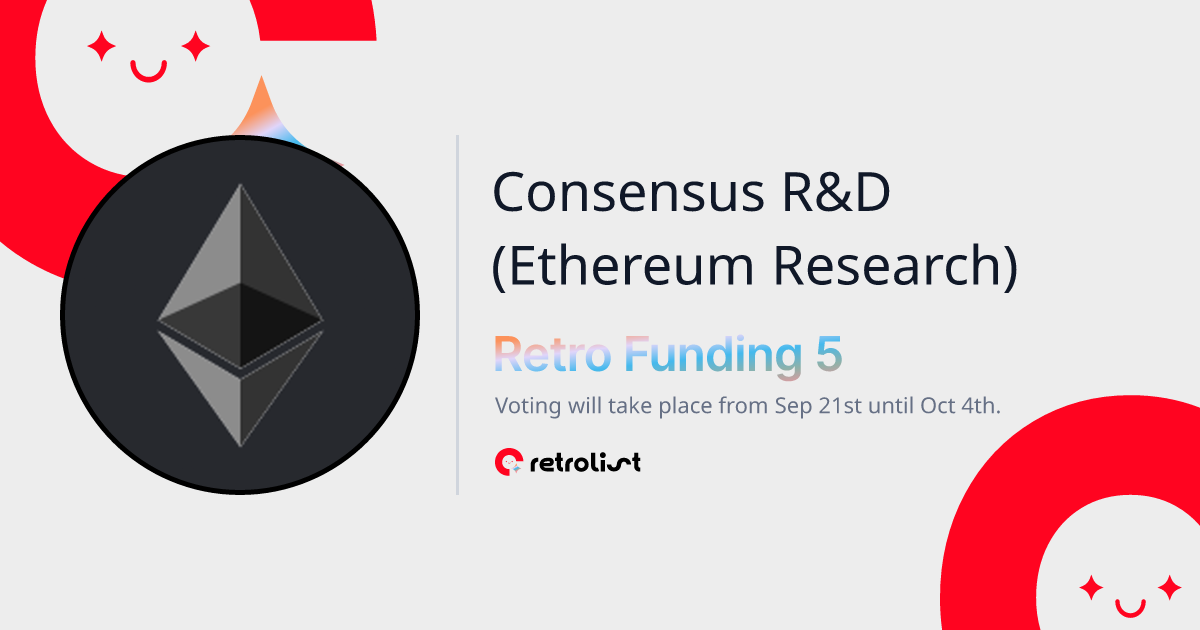 Consensus R&D
(Ethereum Research)
Retro Funding 5
Voting will take place from Sep 21st until Oct 4th.
retrolist